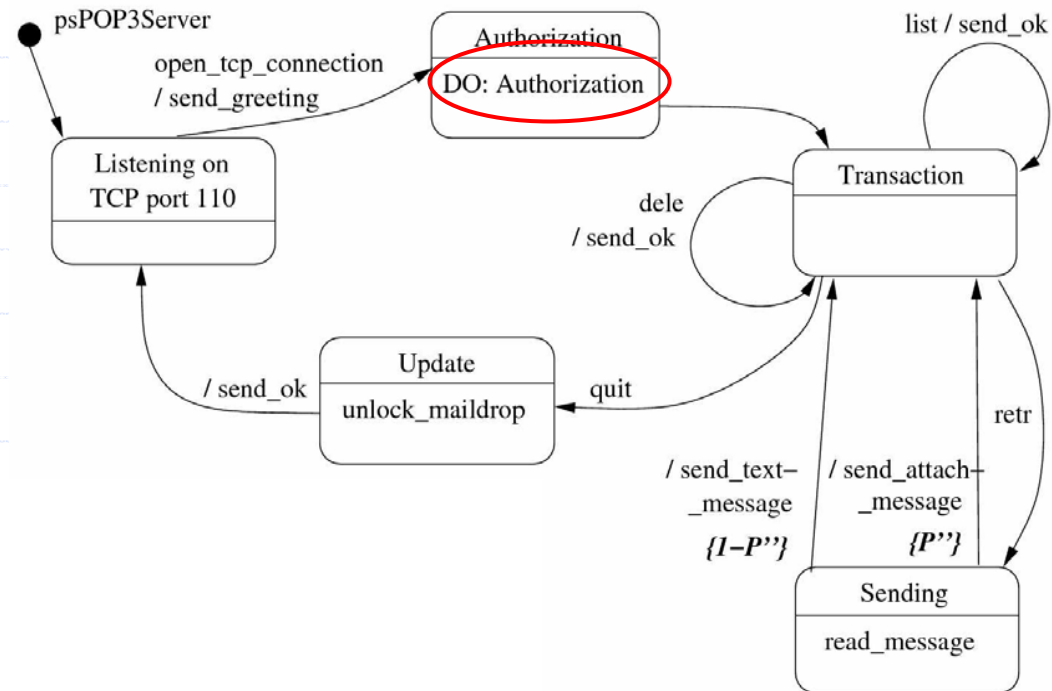 psPOP3Server
open_tcp_connection
/ send_greeting
Authorization
DO: Authorization
list / send_ok
Listening on
TCP port 110
Transaction
dele
/ send_ok
Update
unlock_maildrop
/ send_ok
quit
retr
/ send_text–
_message
{1–P’’}
/ send_attach–
_message
{P’’}
Sending
read_message